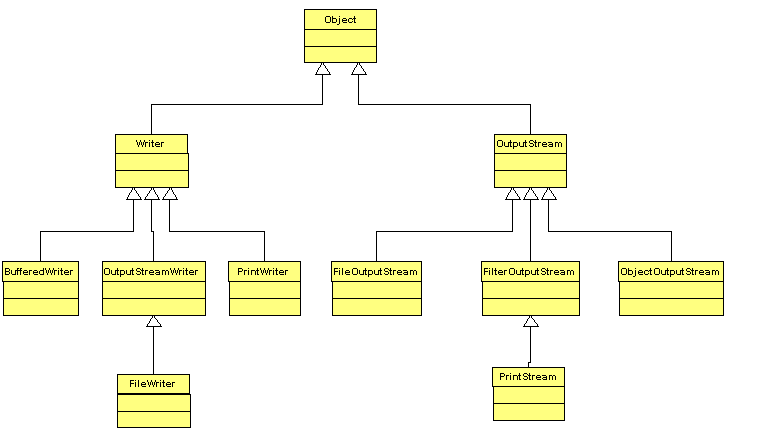 Object
Writer
OutputStream
BufferedWriter
OutputStreamWriter
PrintWriter
FileOutputStream
FilterOutputStream
ObjectOutputStream
FileWriter
PrintStream